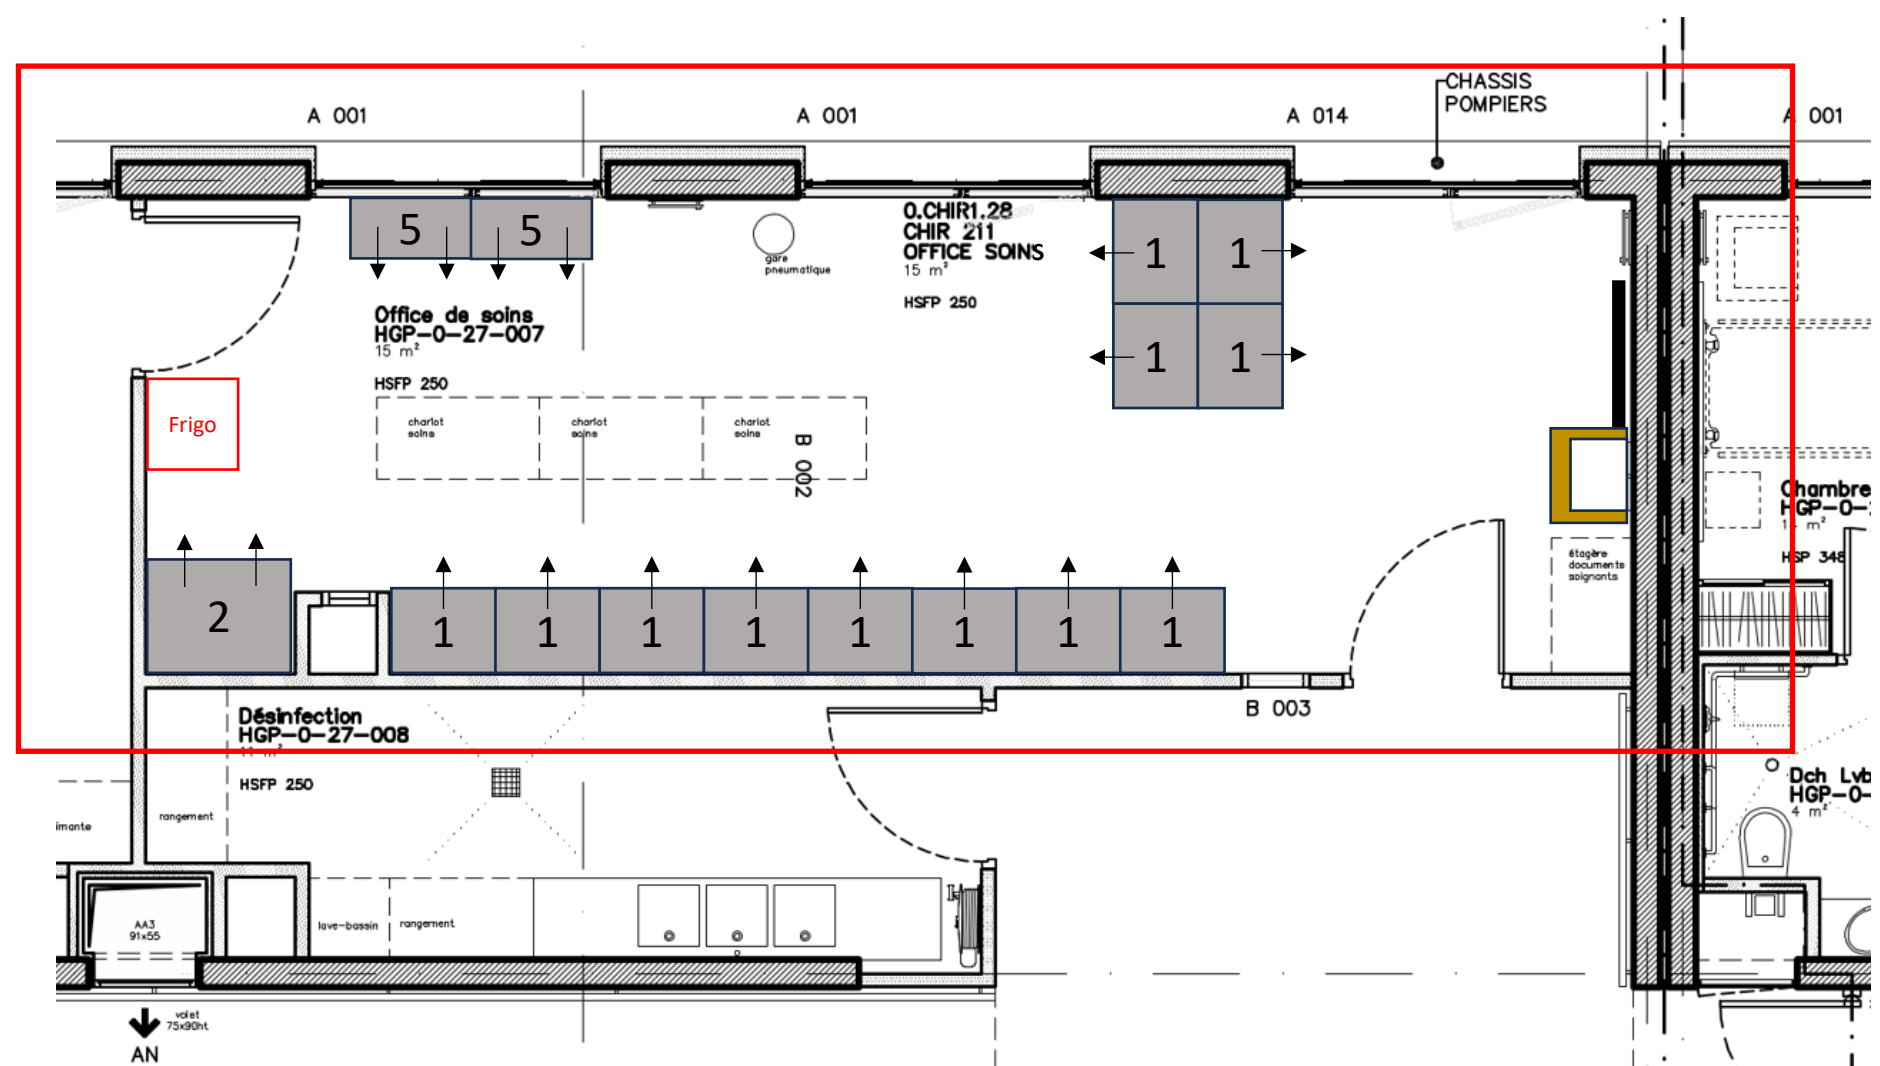 CHASSIS
POMPIERS
A 001
A 001
A 014
A 001
5
5
gare
pneumatique
O.CHIR1.28
CHIR 211
OFFICE SOINS
15 m²
HSFP 250
1
1
1
1
Office de soins
HGP-0-27-007
15 m²
HSFP 250
Frigo
chariot
soins
chariot
soins
chariot
soins
B 002
Chambre
HGP-0-
m²
HSP 348
étagère
documents
soignants
2
1
1
1
1
1
1
1
1
B 003
Désinfection
HGP-0-27-008
11 m²
HSFP 250
rangement
imante
Dch Lvb
HGP-0-
4 m²
AA3
91x55
lave-bassin
rangement
volet
75x90ht
AN